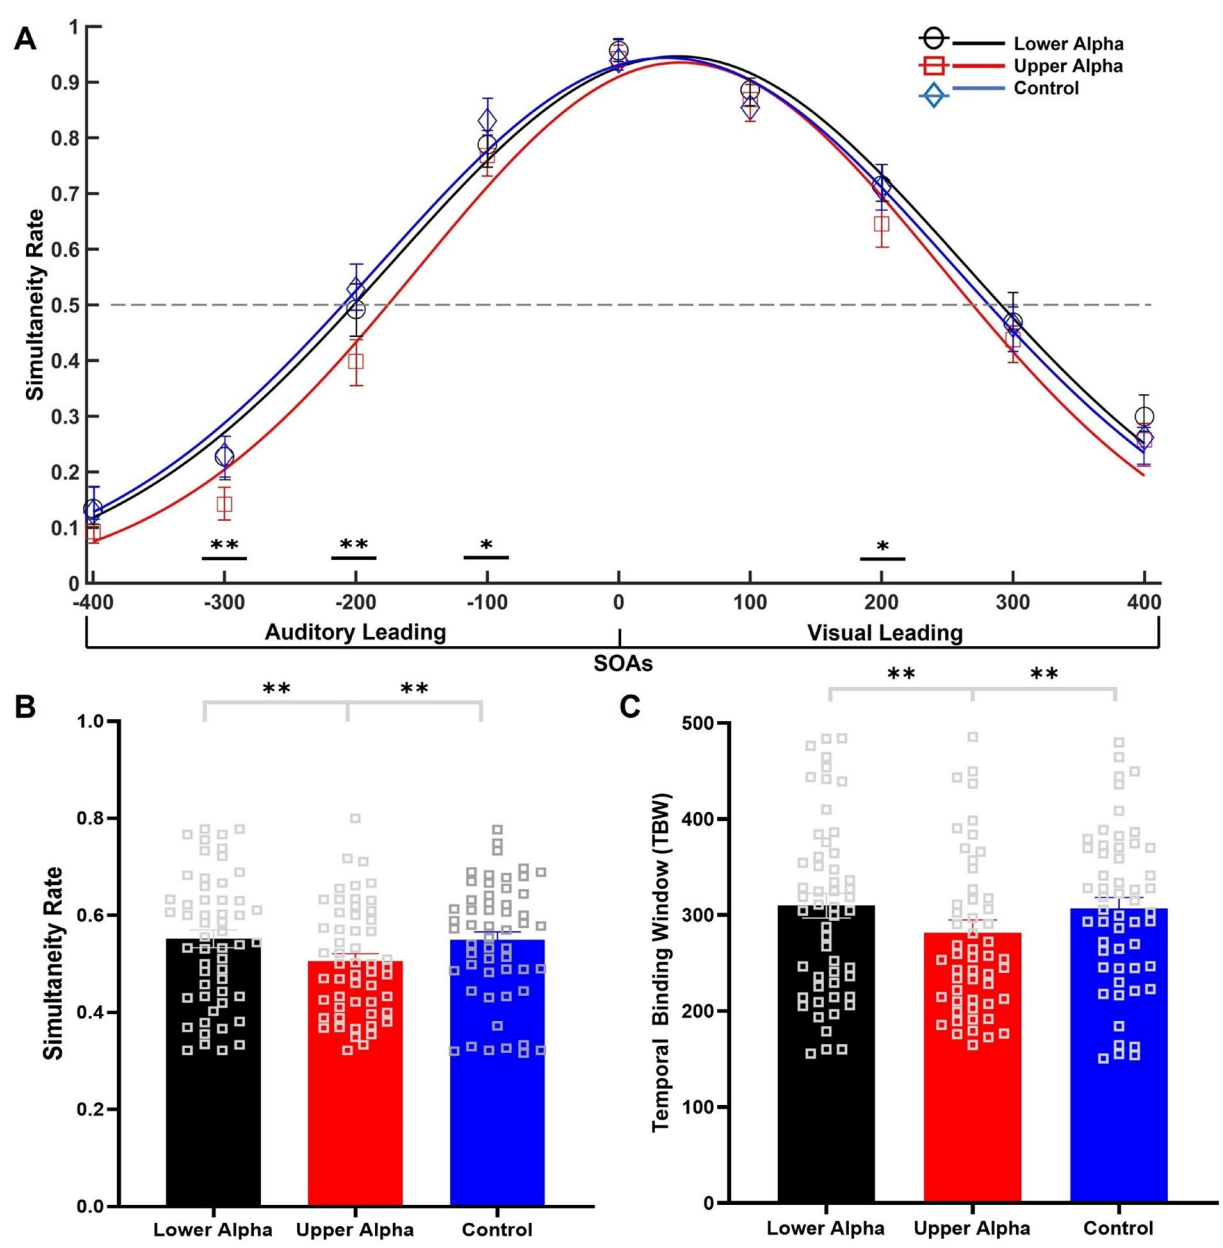 A
1
0.9
0.8
0.7
0.6
0.5
0.4
0.3
0.2
0.1
0
Simultaneity Rate
Lower Alpha
Upper Alpha
Control
** ** * *
-400 -300 -200 -100 0 100 200 300 400
Auditory Leading Visual Leading
SOAs
B
** **
1.0
0.8
0.6
0.4
0.2
0.0
Simultaneity Rate
Lower Alpha Upper Alpha Control
C
** **
500
400
300
200
100
0
Temporal Binding Window (TBW)
Lower Alpha Upper Alpha Control